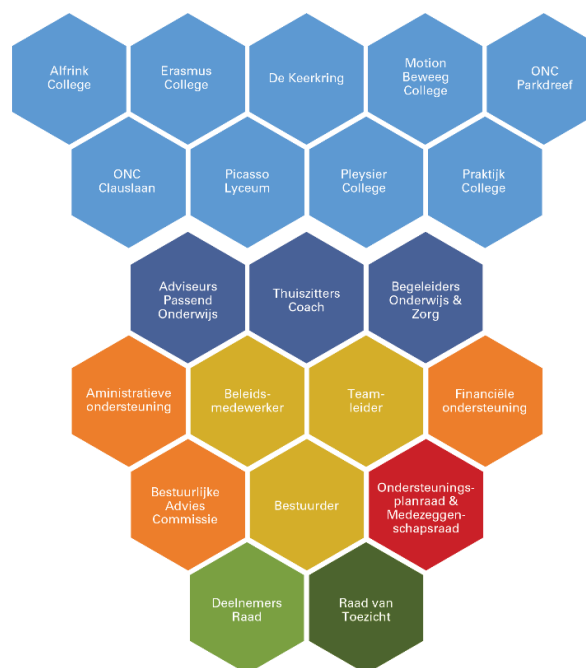 Alfrink
College
Erasmus
College
De Keerkring
Motion
Beweeg
College
ONC
Parkdreef
ONC
Clauslaan
Picasso
Lyceum
Pleysier
College
Praktijk
College
Adviseurs
Passend
Onderwijs
Thuiszitters
Coach
Begeleiders
Onderwijs &
Zorg
Aministratieve
ondersteuning
Beleids-
medewerker
Team-
leider
Financiële
ondersteuning
Bestuurlijke
Advies
Commissie
Bestuurder
Ondersteunings-
planraad &
Medezeggen-
schapsraad
Deelnemers
Raad
Raad van
Toezicht